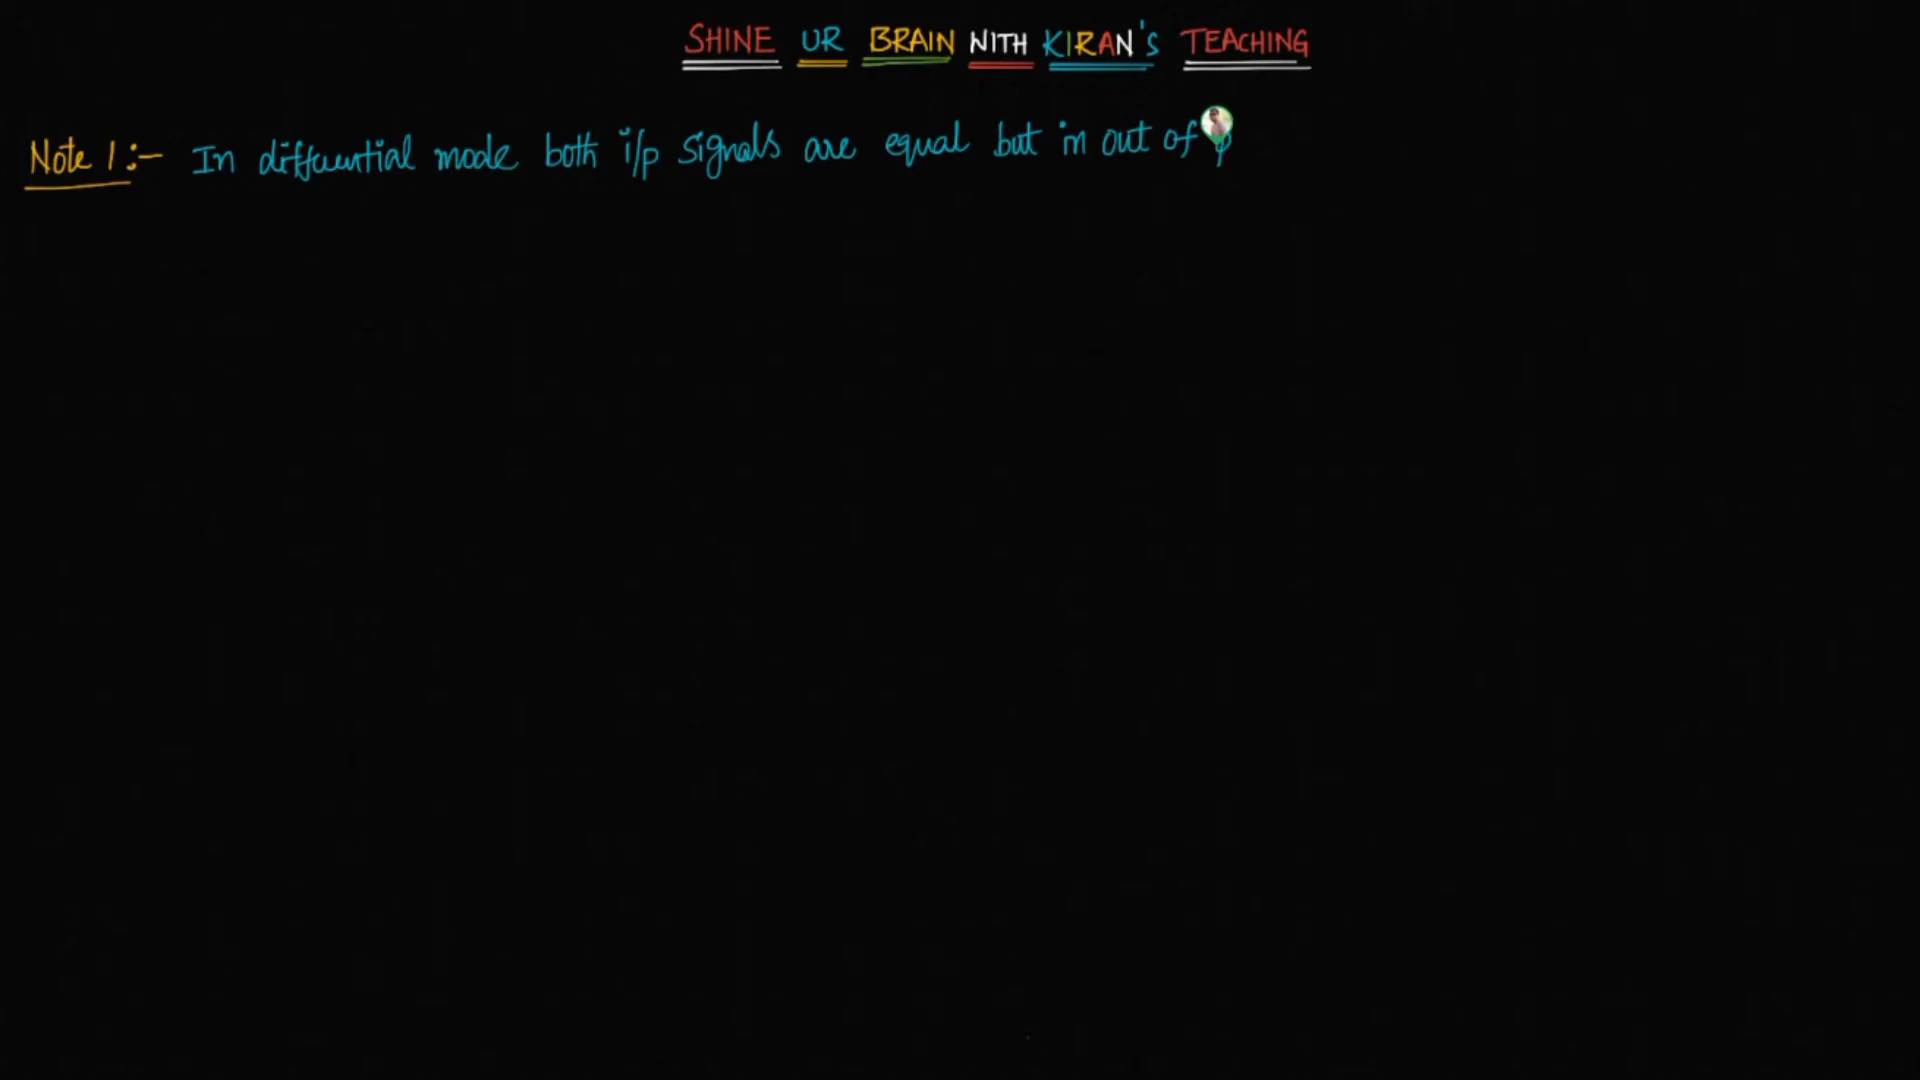 SHINE UR BRAIN WITH KIRAN'S TEACHING
Note 1:- In differential mode both i/p signals are equal but in out of